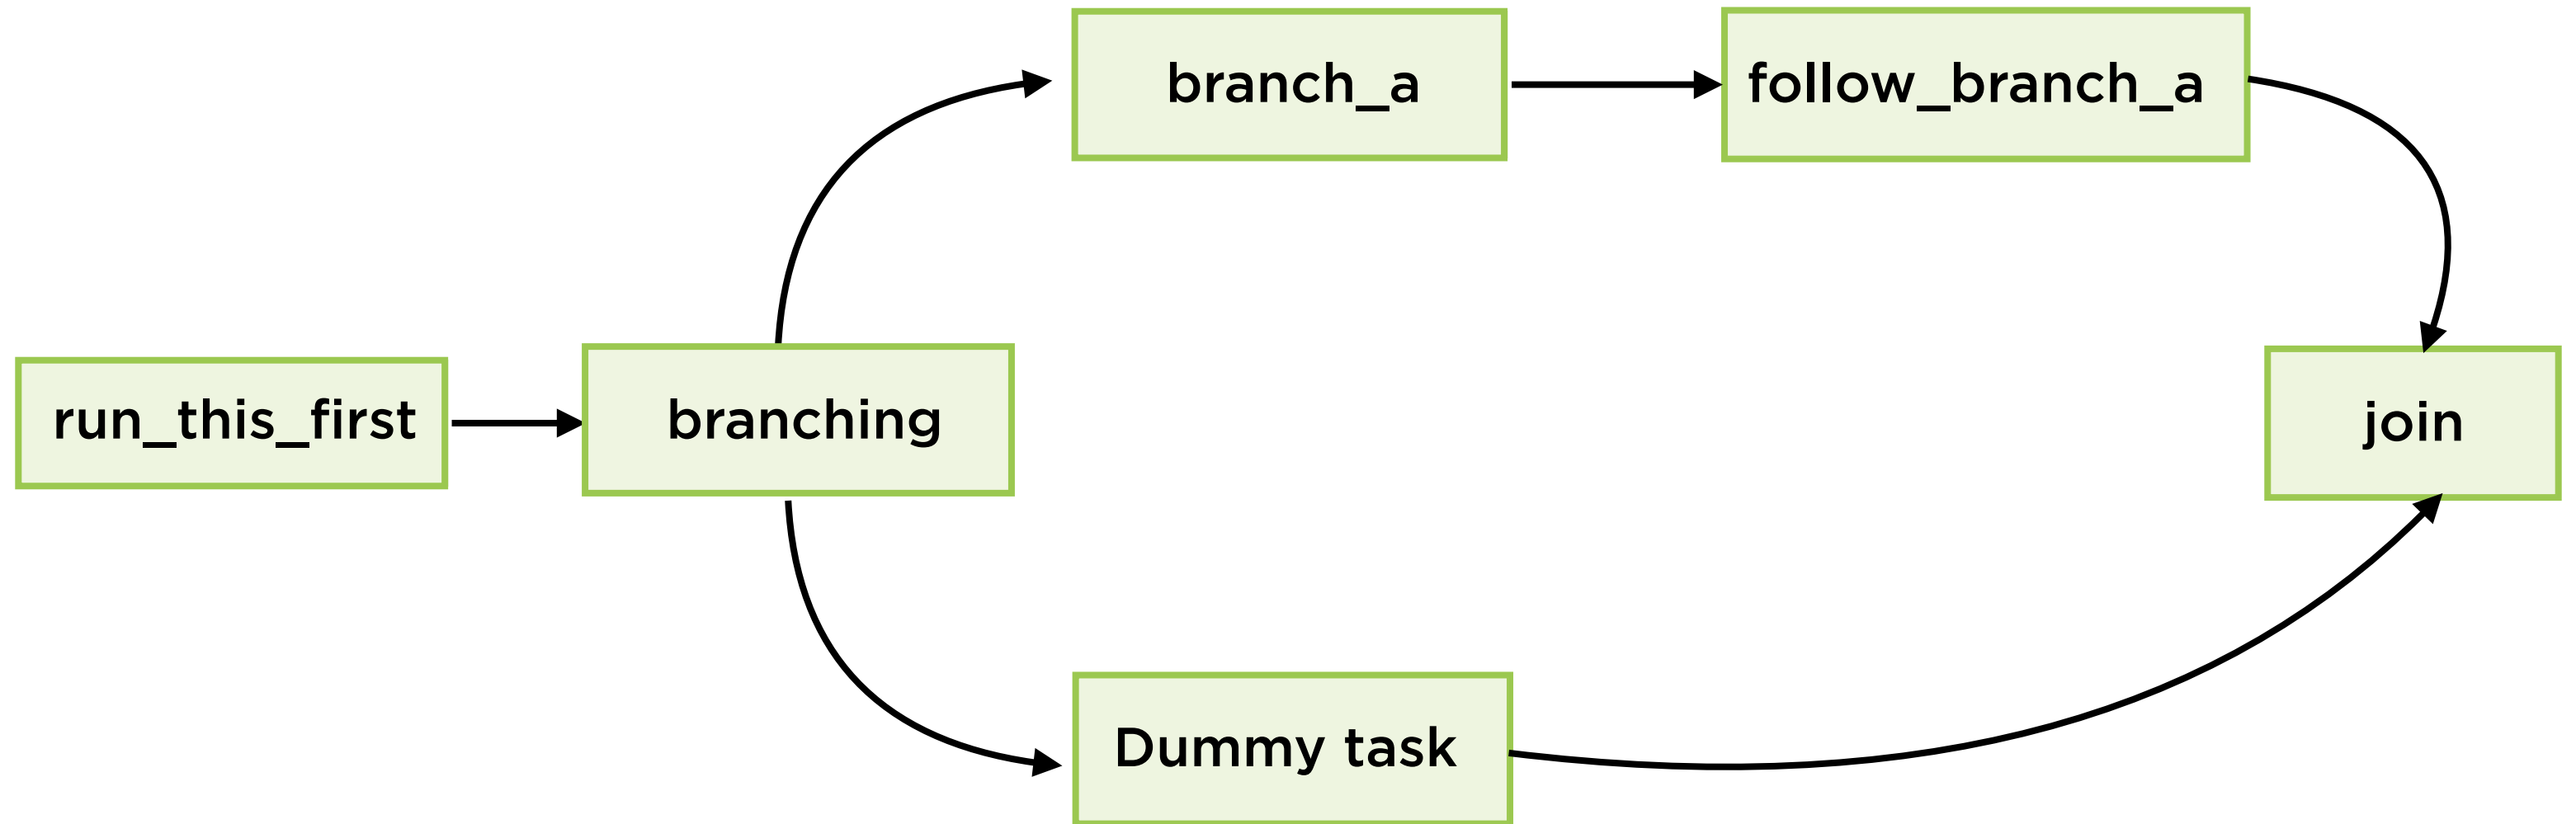 branch_a
follow_branch_a
run_this_first
branching
join
Dummy task